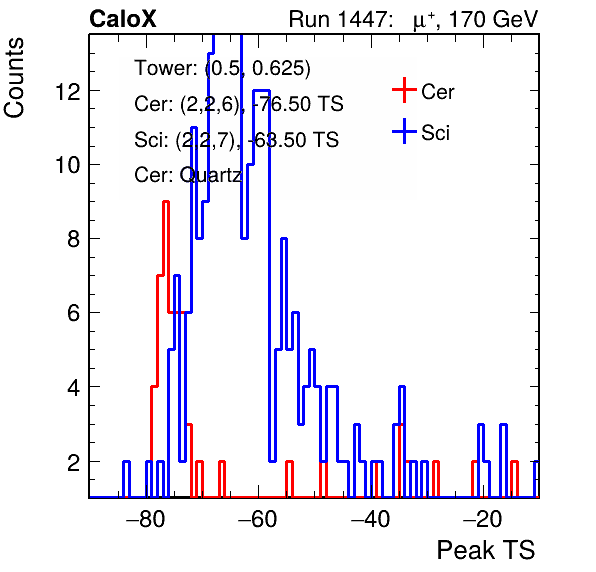 CaloX Run 1447: μ⁺, 170 GeV
Counts
Tower: (0.5, 0.625)
Cer: (2,2,6), -76.50 TS
Sci: (2,2,7), -63.50 TS
Cer: Quartz
Cer
Sci
12
10
8
6
4
2
−80 −60 −40 −20
Peak TS